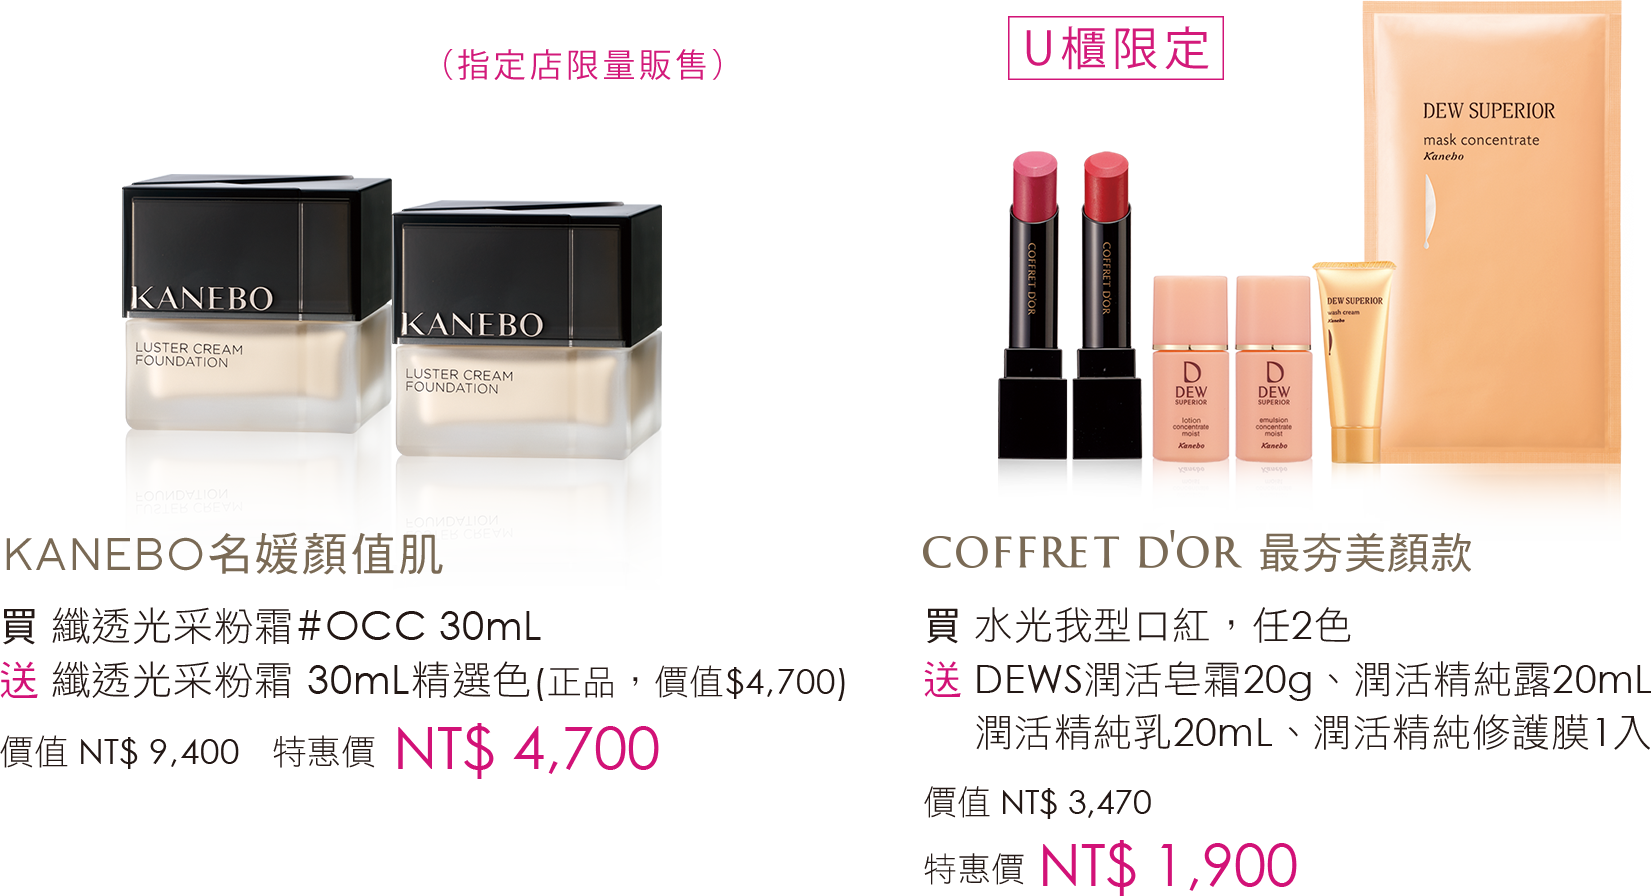 （指定店限量販售）
KANEBO
LUSTER CREAM
FOUNDATION
KANEBO
LUSTER CREAM
FOUNDATION
KANEBO名媛顏值肌
買 纖透光采粉霜#OCC 30mL
送 纖透光采粉霜 30mL精選色(正品，價值$4,700)
價值 NT$ 9,400 特惠價 NT$ 4,700
U櫃限定
COFFRET D'OR
COFFRET D'OR
DEW
SUPERIOR
lotion
concentrate
moist
Kanebo
DEW
SUPERIOR
emulsion
concentrate
moist
Kanebo
DEW SUPERIOR
wash cream
Kanebo
DEW SUPERIOR
mask concentrate
Kanebo
COFFRET D'OR 最夯美顏款
買 水光我型口紅，任2色
送 DEWS潤活皂霜20g、潤活精純露20mL
潤活精純乳20mL、潤活精純修護膜1入
價值 NT$ 3,470
特惠價 NT$ 1,900